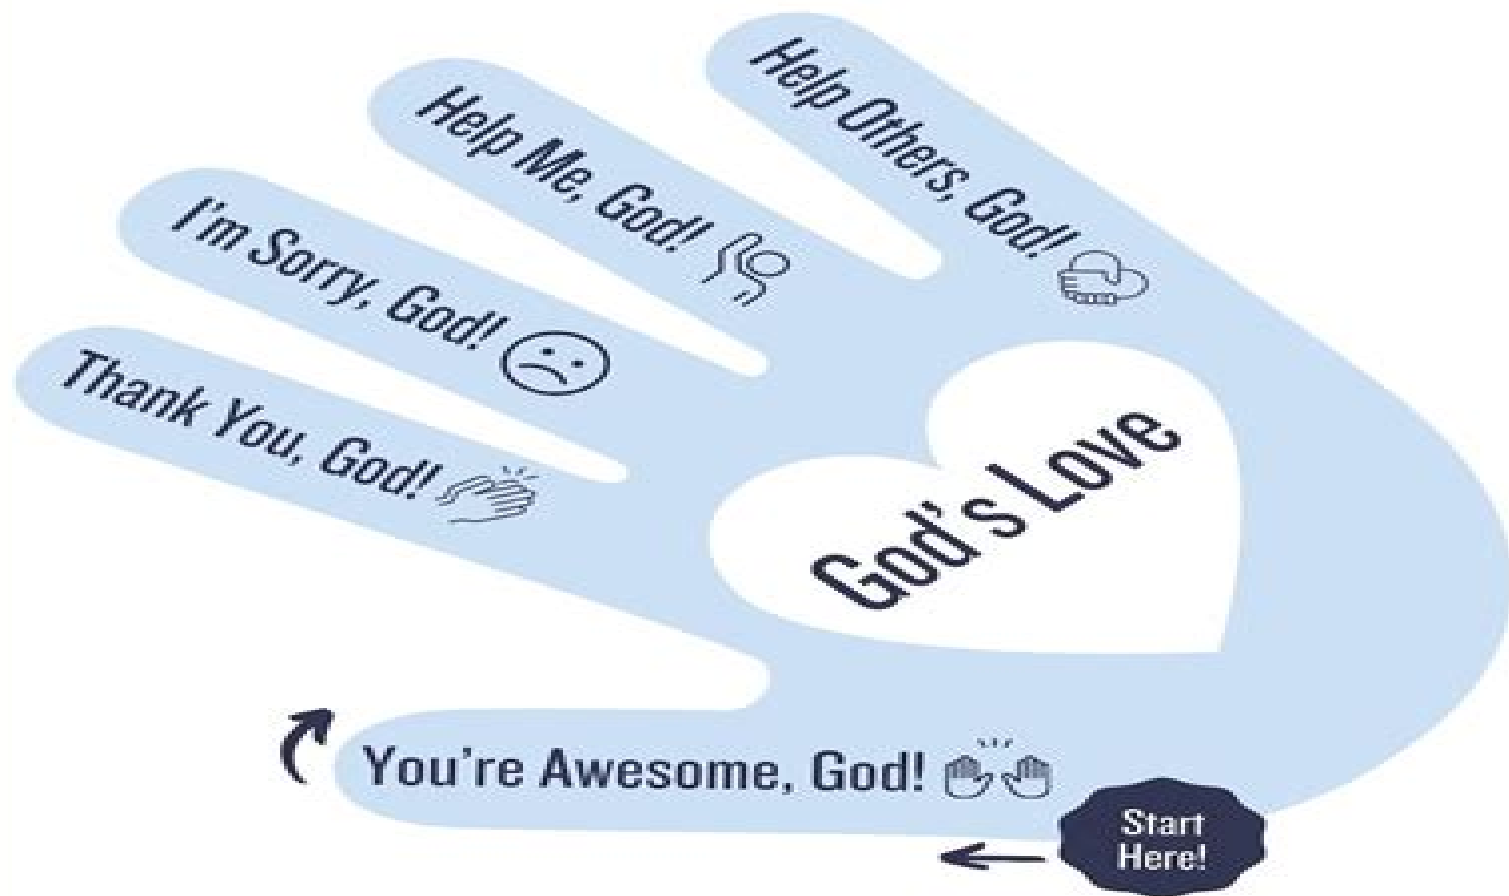 Help Others, God!
Help Me, God!
I'm Sorry, God!
Thank You, God!
God's Love
You're Awesome, God!
Start
Here!